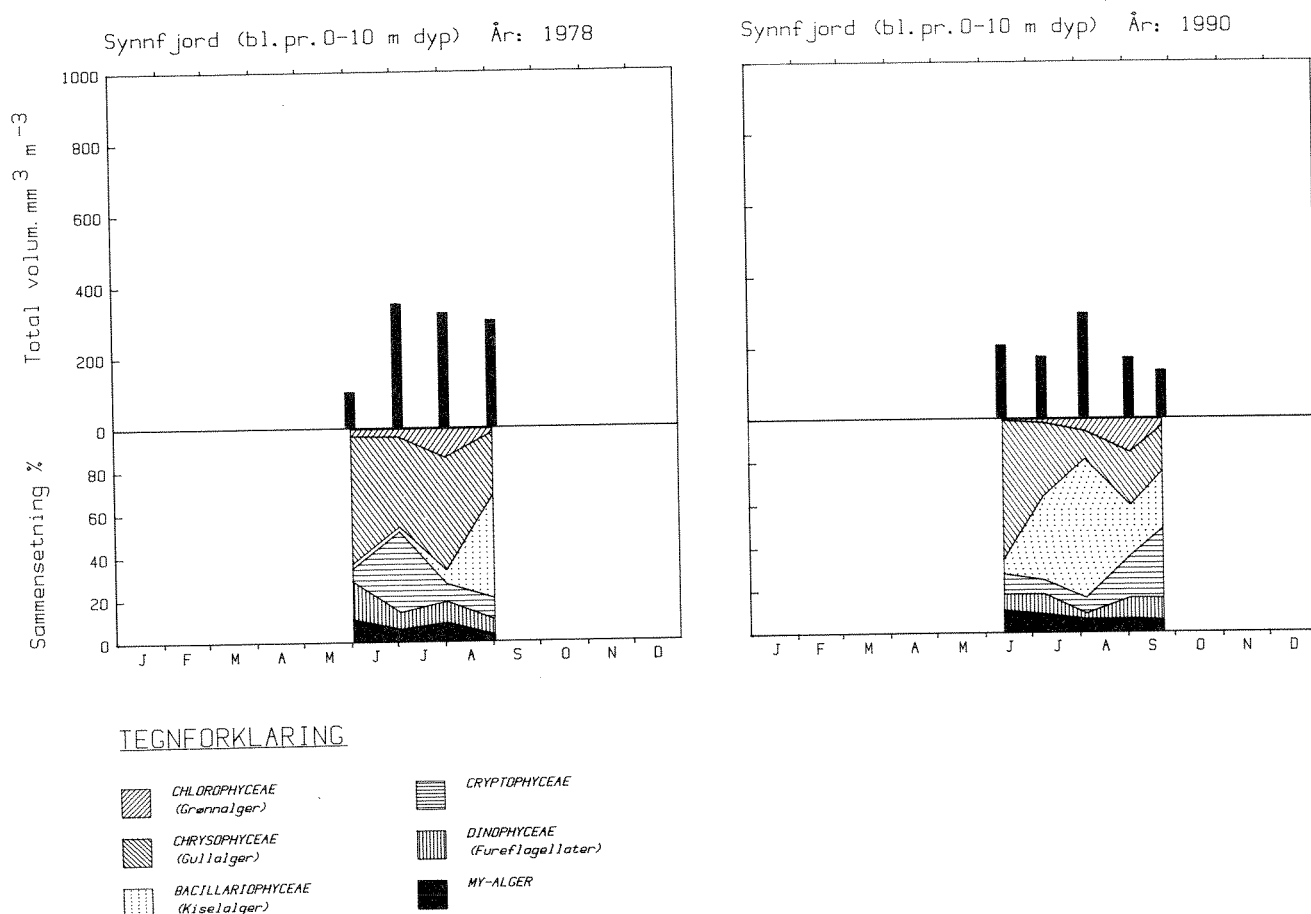 Synnfjord (bl.pr.0-10 m dyp) År: 1978
Synnfjord (bl.pr.0-10 m dyp) År: 1990
Total volum.mm 3 m -3
1000
800
600
400
200
0
Sammensetning %
80
60
40
20
0
J F M A M J J A S O N D
J F M A M J J A S O N D
TEGNFORKLARING
CHLOROPHYCEAE
(Grønnalger)
CHRYSOPHYCEAE
(Gullalger)
BACILLARIOPHYCEAE
(Kiselalger)
CRYPTOPHYCEAE
DINOPHYCEAE
(Fureflagellater)
MY-ALGER